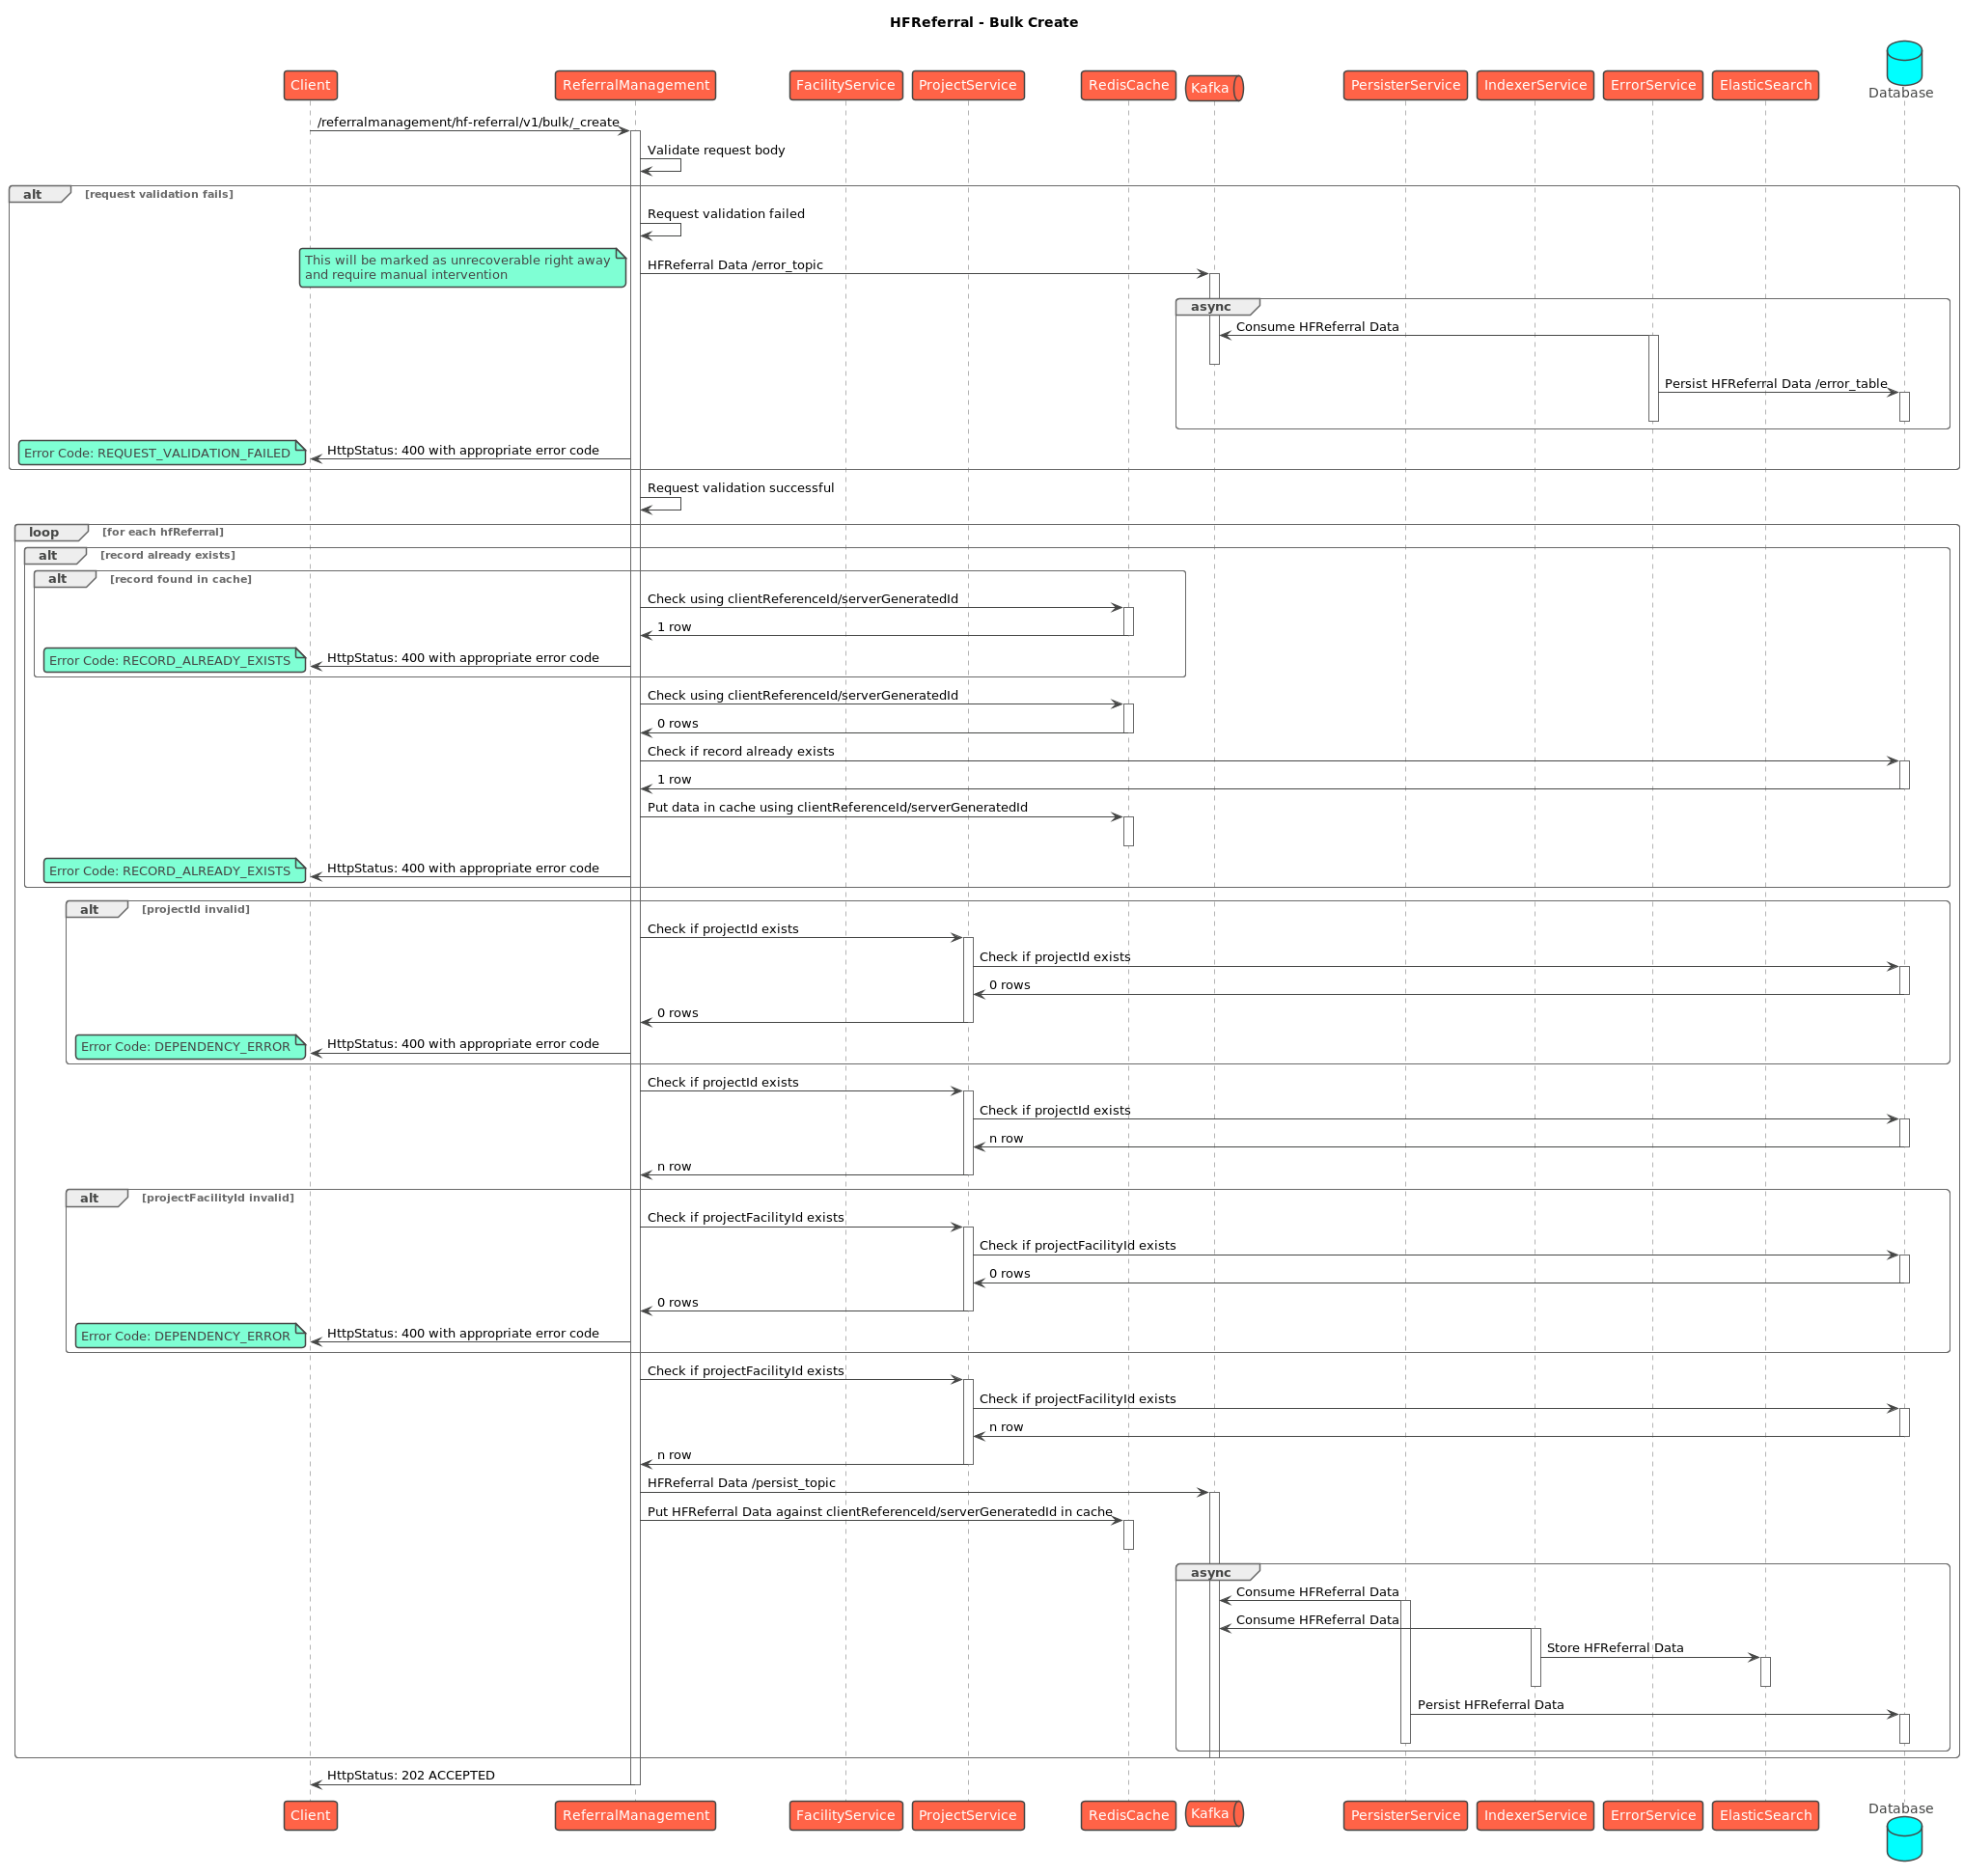 HFReferral - Bulk Create
Client
ReferralManagement
FacilityService
ProjectService
RedisCache
Kafka
PersisterService
IndexerService
ErrorService
ElasticSearch
Database
/referralmanagement/hf-referral/v1/bulk/_create
Validate request body
alt [request validation fails]
Request validation failed
This will be marked as unrecoverable right away
and require manual intervention
HFReferral Data /error_topic
async
Consume HFReferral Data
Persist HFReferral Data /error_table
Error Code: REQUEST_VALIDATION_FAILED
HttpStatus: 400 with appropriate error code
Request validation successful
loop [for each hfReferral]
alt [record already exists]
alt [record found in cache]
Check using clientReferenceId/serverGeneratedId
1 row
Error Code: RECORD_ALREADY_EXISTS
HttpStatus: 400 with appropriate error code
Check using clientReferenceId/serverGeneratedId
0 rows
Check if record already exists
1 row
Put data in cache using clientReferenceId/serverGeneratedId
Error Code: RECORD_ALREADY_EXISTS
HttpStatus: 400 with appropriate error code
alt [projectId invalid]
Check if projectId exists
Check if projectId exists
0 rows
0 rows
Error Code: DEPENDENCY_ERROR
HttpStatus: 400 with appropriate error code
Check if projectId exists
Check if projectId exists
n row
n row
alt [projectFacilityId invalid]
Check if projectFacilityId exists
Check if projectFacilityId exists
0 rows
0 rows
Error Code: DEPENDENCY_ERROR
HttpStatus: 400 with appropriate error code
Check if projectFacilityId exists
Check if projectFacilityId exists
n row
n row
HFReferral Data /persist_topic
Put HFReferral Data against clientReferenceId/serverGeneratedId in cache
async
Consume HFReferral Data
Consume HFReferral Data
Store HFReferral Data
Persist HFReferral Data
HttpStatus: 202 ACCEPTED
Client
ReferralManagement
FacilityService
ProjectService
RedisCache
Kafka
PersisterService
IndexerService
ErrorService
ElasticSearch
Database